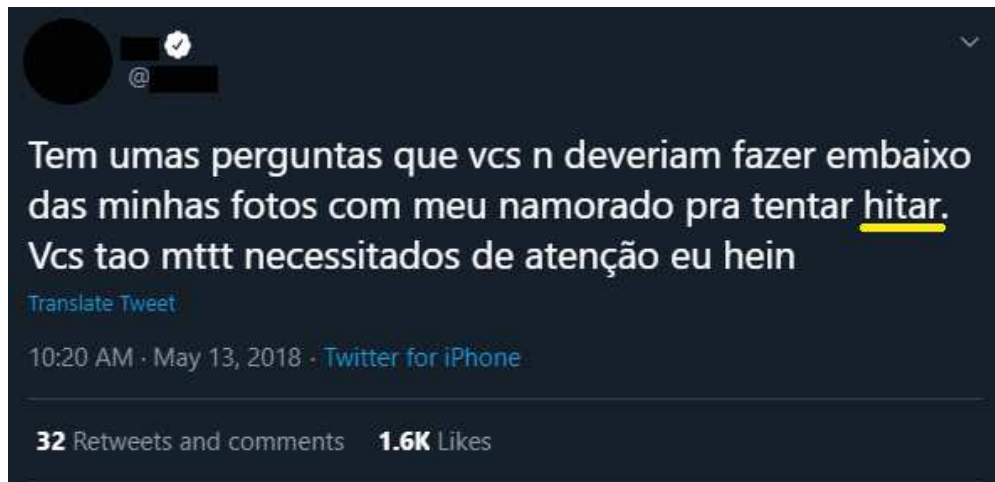 @
Tem umas perguntas que vcs n deveriam fazer embaixo
das minhas fotos com meu namorado pra tentar hitar.
Vcs tao mttt necessitados de atenção eu hein
Translate Tweet
10:20 AM · May 13, 2018 · Twitter for iPhone
32 Retweets and comments 1.6K Likes